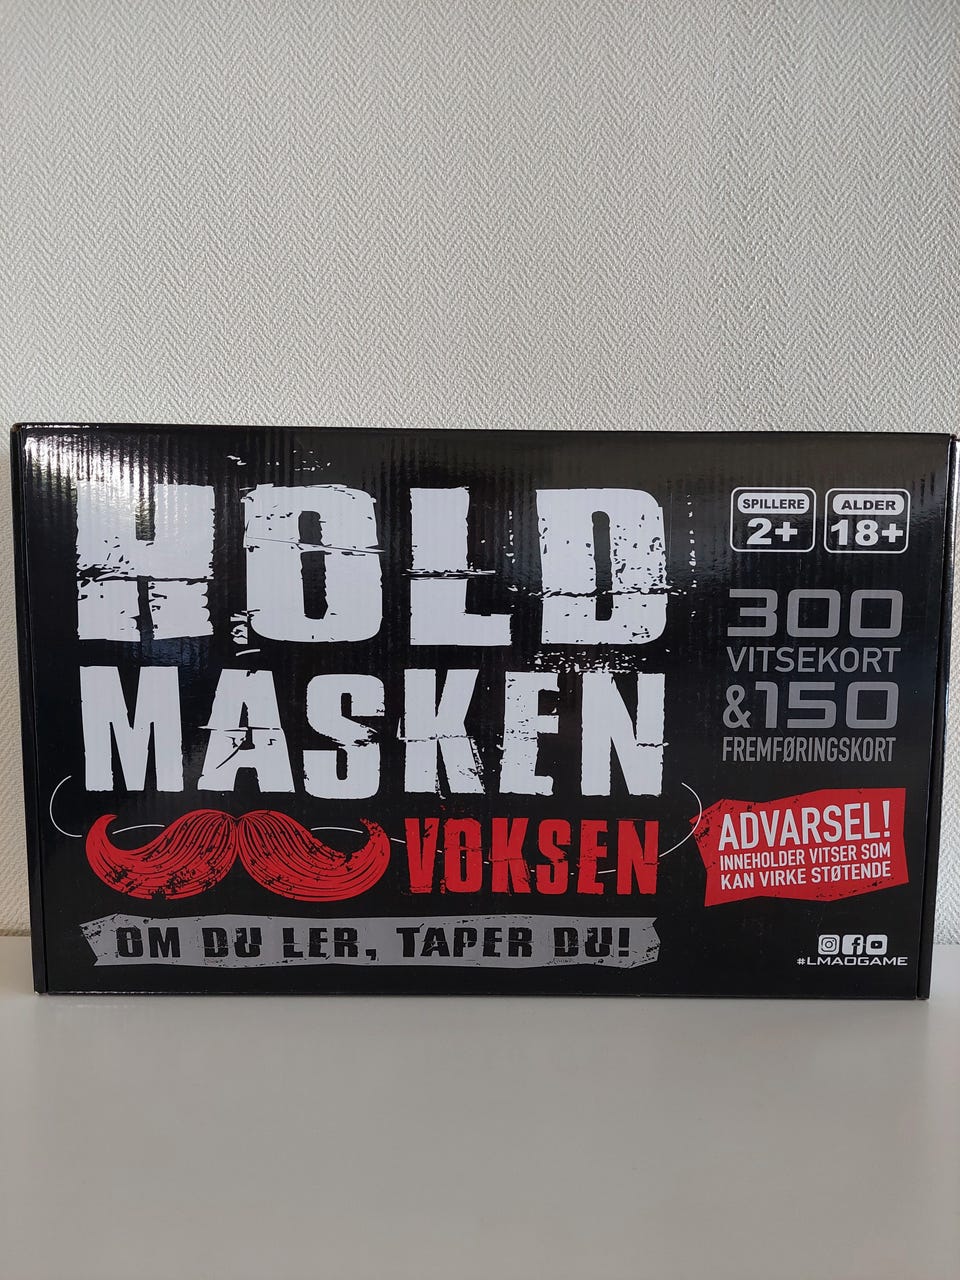 HOLD
MASKEN
VOKSEN
OM DU LER, TAPER DU!
SPILLERE
2+
ALDER
18+
300
VITSEKORT
&150
FREMFØRINGSKORT
ADVARSEL!
INNEHOLDER VITSER SOM
KAN VIRKE STØTENDE
#LMAOGAME